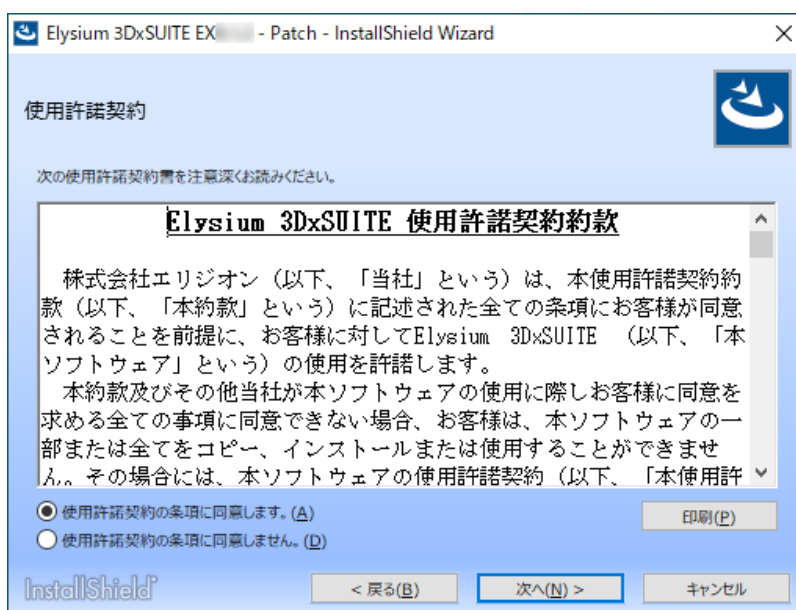 Elysium 3DxSUITE EX - Patch - InstallShield Wizard
使用許諾契約
次の使用許諾契約書を注意深くお読みください。
Elysium 3DxSUITE 使用許諾契約約款
株式会社エリジオン（以下、「当社」という）は、本使用許諾契約約
款（以下、「本約款」という）に記述された全ての条項にお客様が同意
されることを前提に、お客様に対してElysium 3DxSUITE （以下、「本
ソフトウェア」という）の使用を許諾します。
本約款及びその他当社が本ソフトウェアの使用に際しお客様に同意を
求める全ての事項に同意できない場合、お客様は、本ソフトウェアの一
部または全てをコピー、インストールまたは使用することができませ
ん。その場合には、本ソフトウェアの使用許諾契約（以下、「本使用許
使用許諾契約の条項に同意します。(A)
印刷(P)
使用許諾契約の条項に同意しません。(D)
InstallShield
< 戻る(B)
次へ(N) >
キャンセル